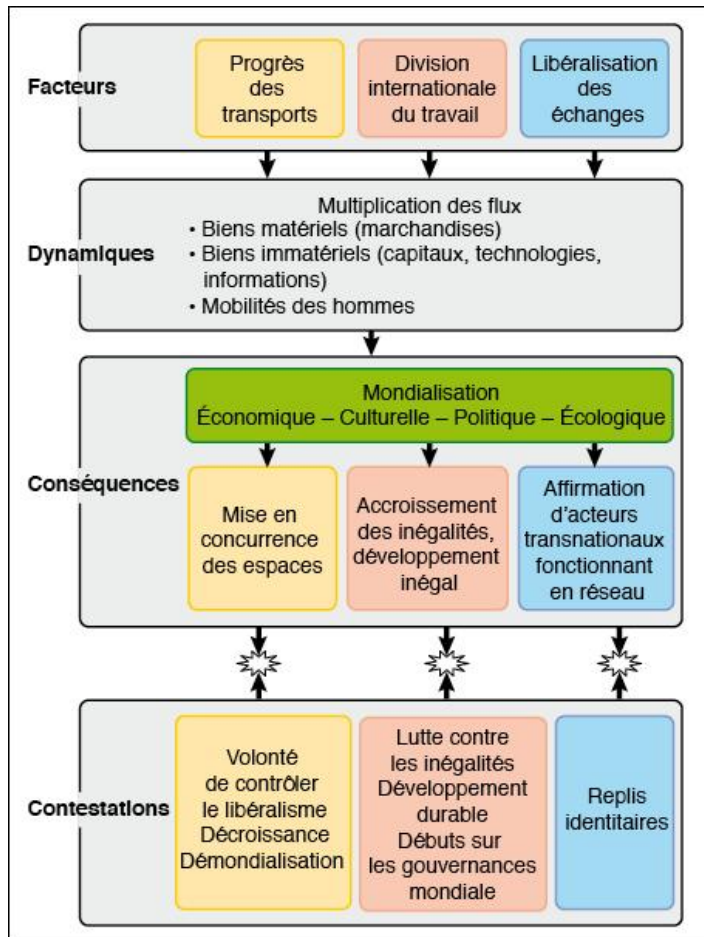 Facteurs
Progrès
des
transports
Division
internationale
du travail
Libéralisation
des
échanges
Dynamiques
Multiplication des flux
• Biens matériels (marchandises)
• Biens immatériels (capitaux, technologies,
informations)
• Mobilités des hommes
Conséquences
Mondialisation
Économique – Culturelle – Politique – Écologique
Mise en
concurrence
des espaces
Accroissement
des inégalités,
développement
inégal
Affirmation
d'acteurs
transnationaux
fonctionnant
en réseau
Contestations
Volonté
de contrôler
le libéralisme
Décroissance
Démondialisation
Lutte contre
les inégalités
Développement
durable
Débuts sur
les gouvernances
mondiale
Replis
identitaires